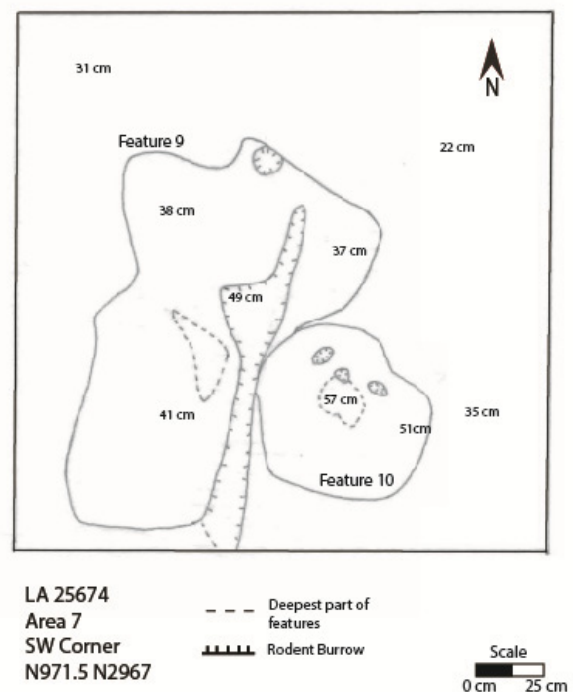 31 cm
N
Feature 9
22 cm
38 cm
37 cm
49 cm
57 cm
41 cm
51cm
35 cm
Feature 10
LA 25674
Area 7
SW Corner
N971.5 N2967
Deepest part of
features
Rodent Burrow
Scale
0 cm 25 cm